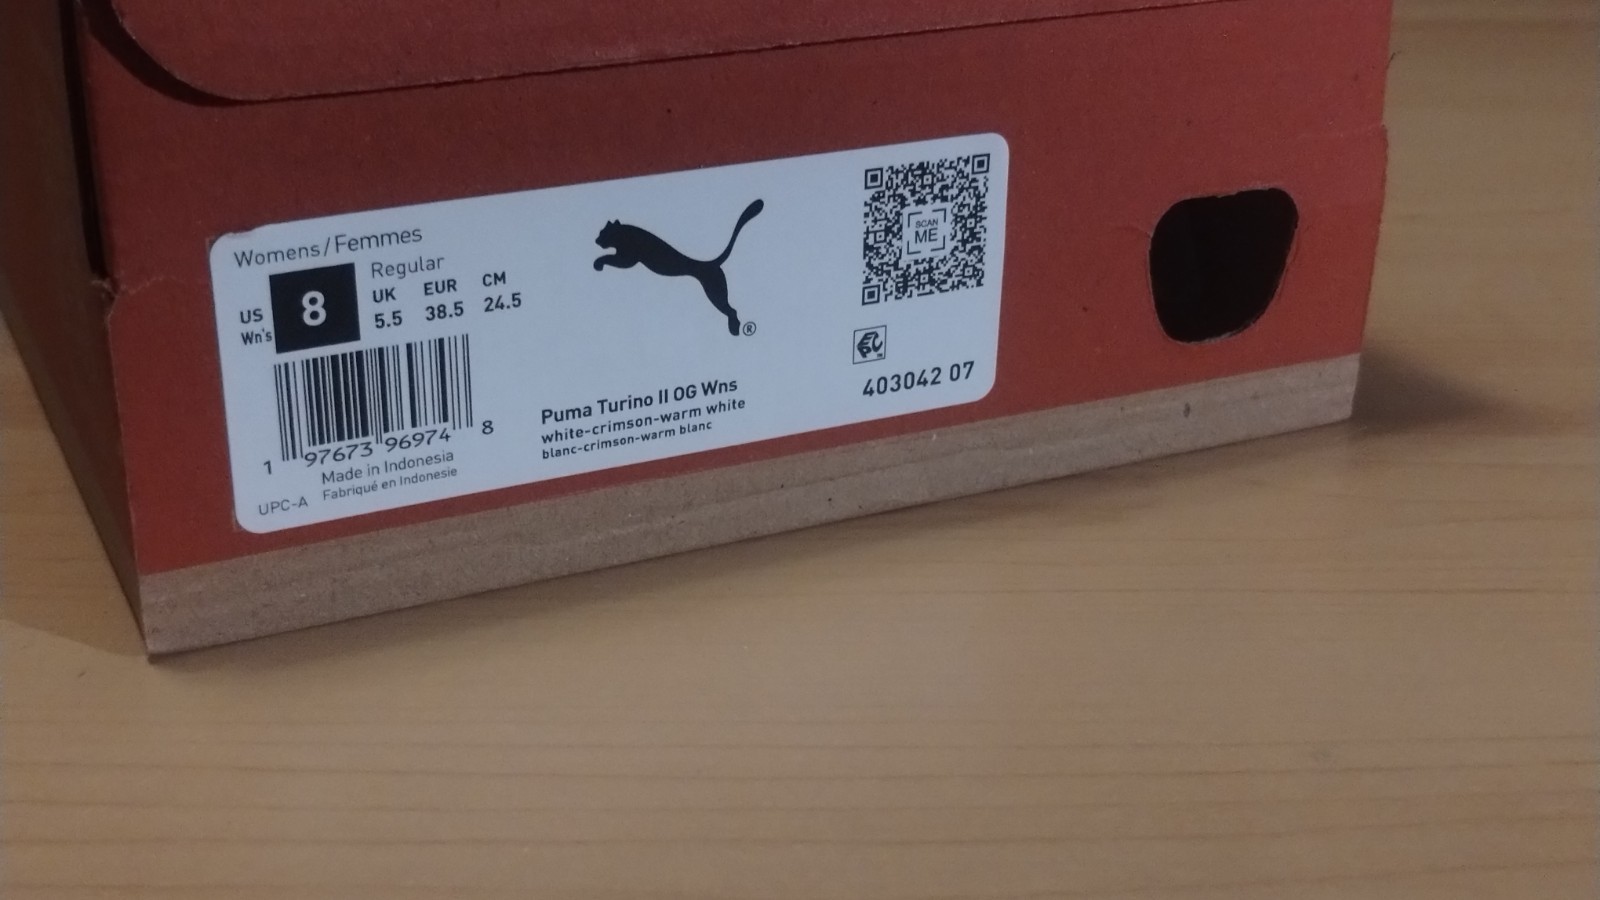 Womens/Femmes
Regular
US
Wn's
8
UK EUR CM
5.5 38.5 24.5
1 97673 96974 8
Made in Indonesia
Fabriqué en Indonesie
UPC-A
®
Puma Turino II OG Wns
white-crimson-warm white
blanc-crimson-warm blanc
SCAN
ME
EPC
TM
403042 07